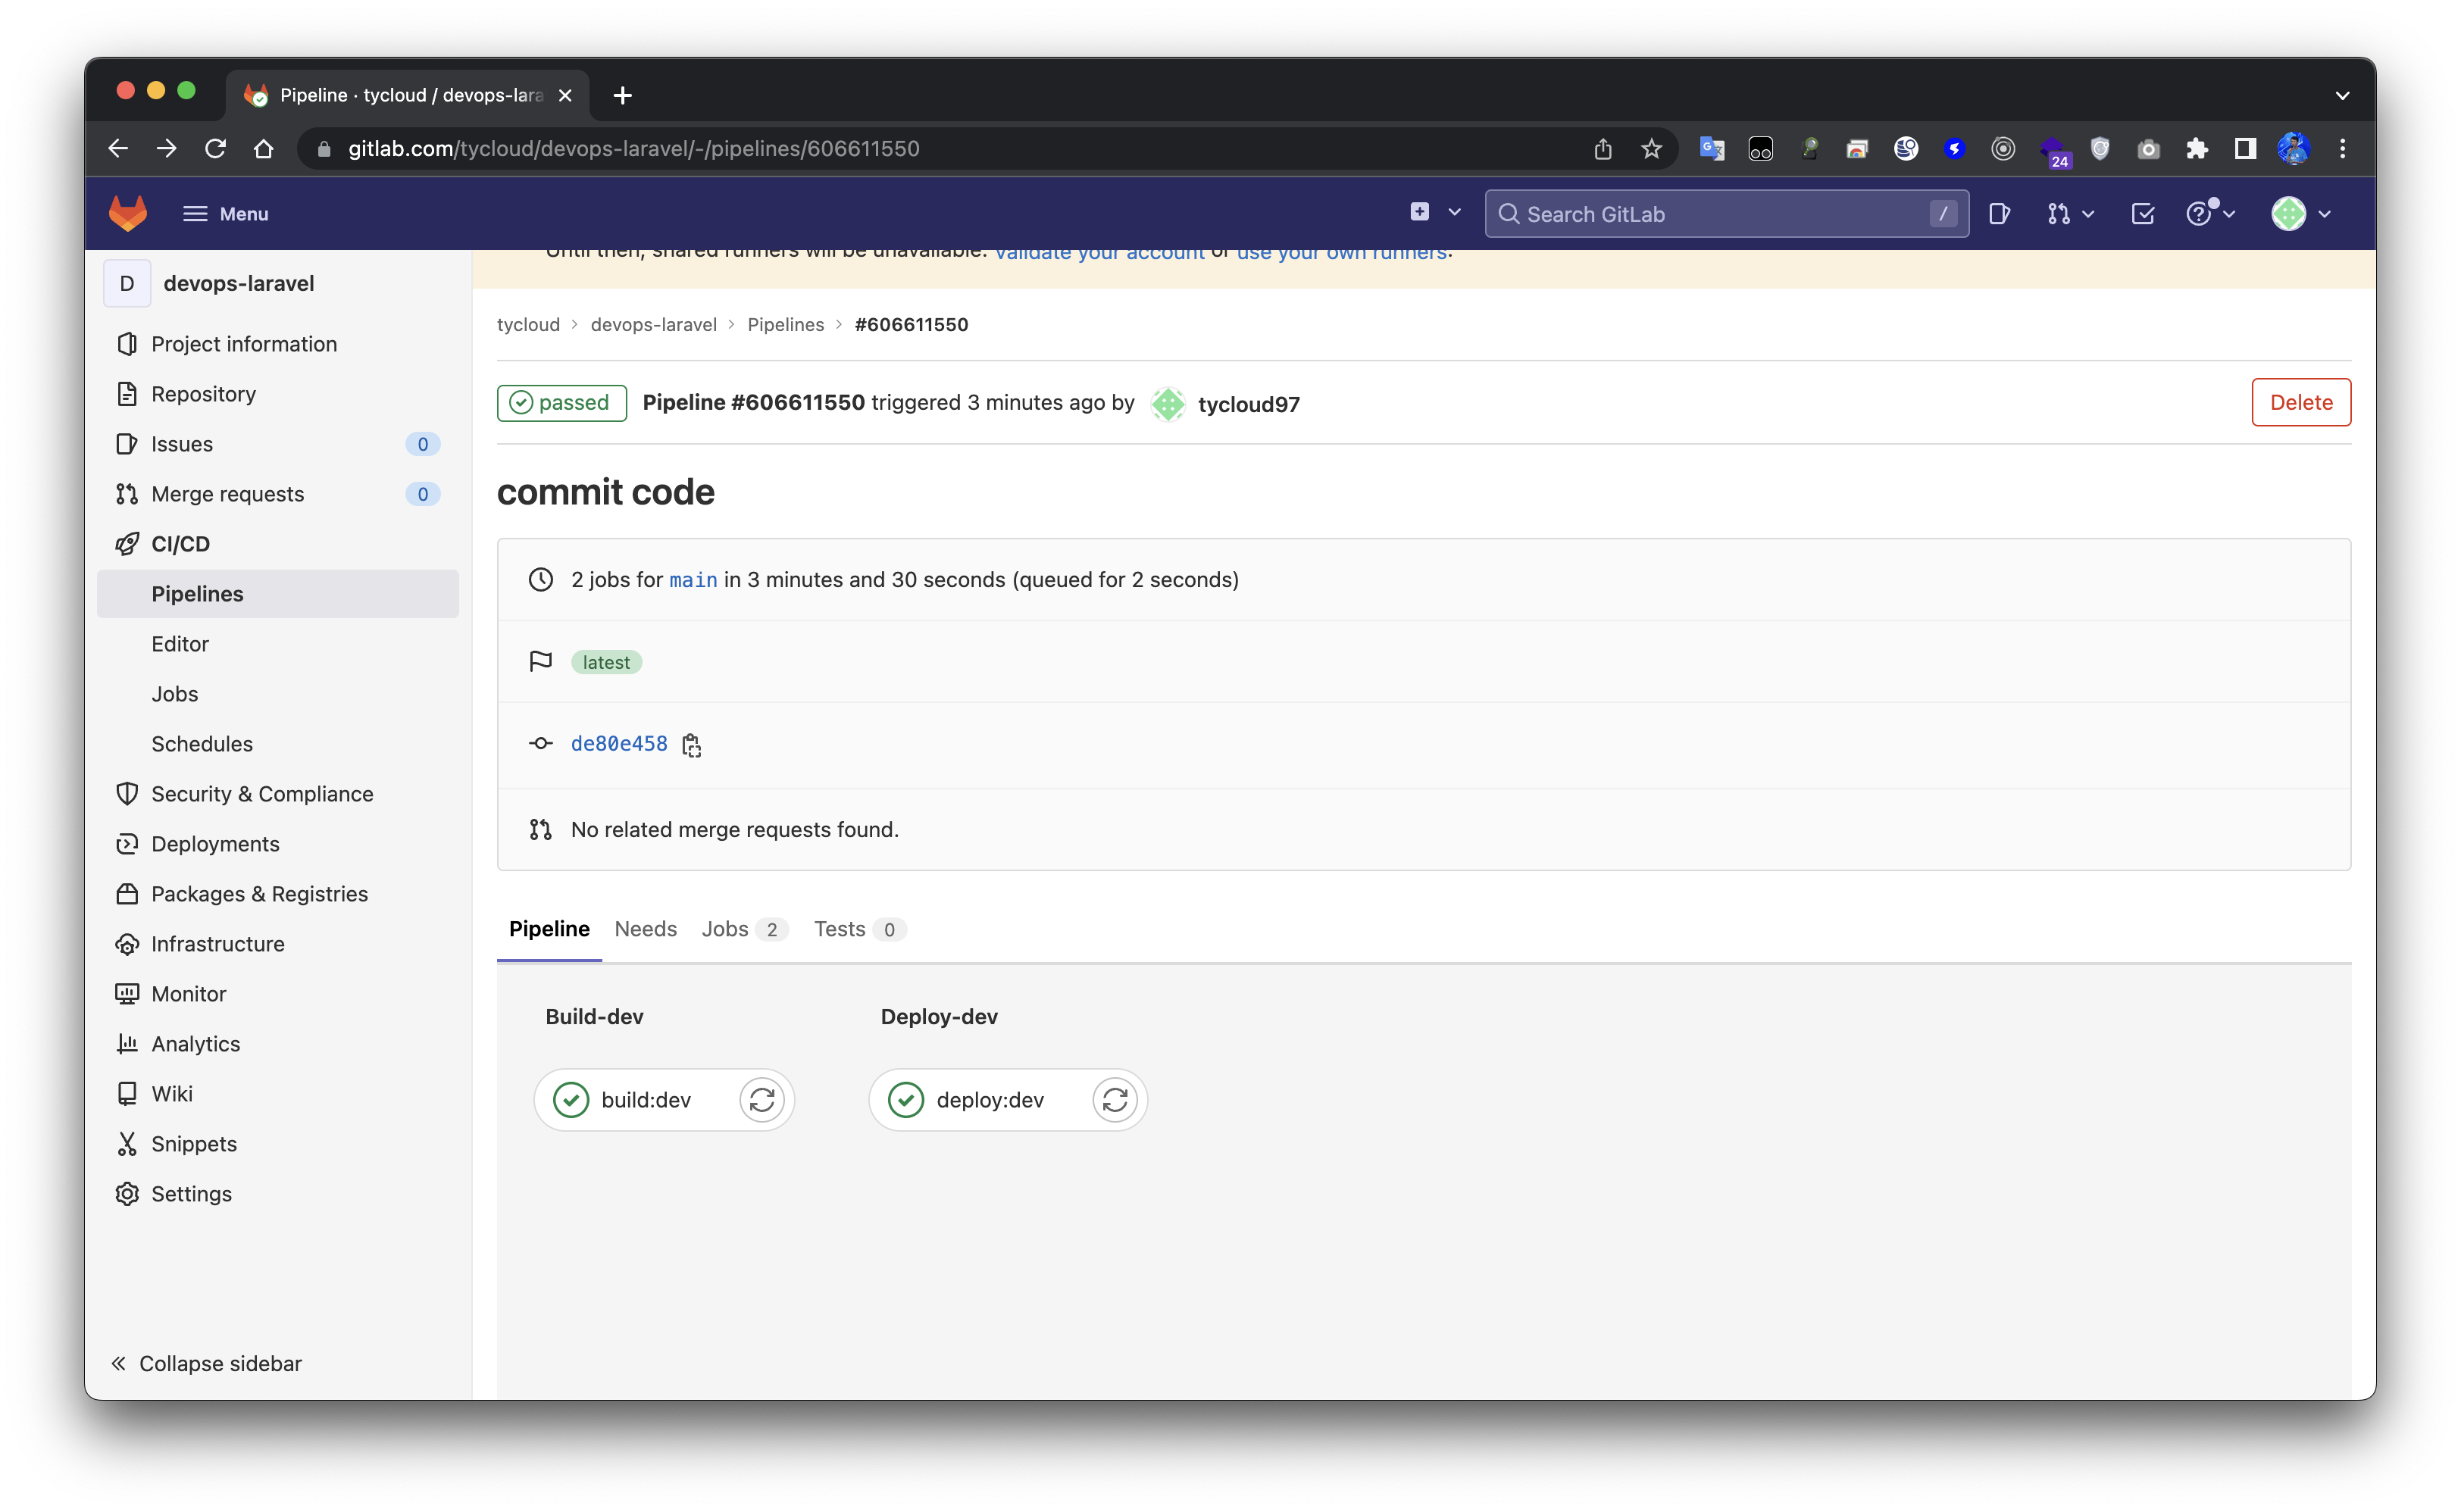 Pipeline · tycloud / devops-lara
gitlab.com/tycloud/devops-laravel/-/pipelines/606611550
24
Menu
Search GitLab
/
Until then, shared runners will be unavailable. Validate your account or use your own runners.
D
devops-laravel
Project information
Repository
Issues 0
Merge requests 0
CI/CD
Pipelines
Editor
Jobs
Schedules
Security & Compliance
Deployments
Packages & Registries
Infrastructure
Monitor
Analytics
Wiki
Snippets
Settings
Collapse sidebar
tycloud > devops-laravel > Pipelines > #606611550
passed Pipeline #606611550 triggered 3 minutes ago by tycloud97
Delete
commit code
2 jobs for main in 3 minutes and 30 seconds (queued for 2 seconds)
latest
de80e458
No related merge requests found.
Pipeline Needs Jobs 2 Tests 0
Build-dev Deploy-dev
build:dev deploy:dev